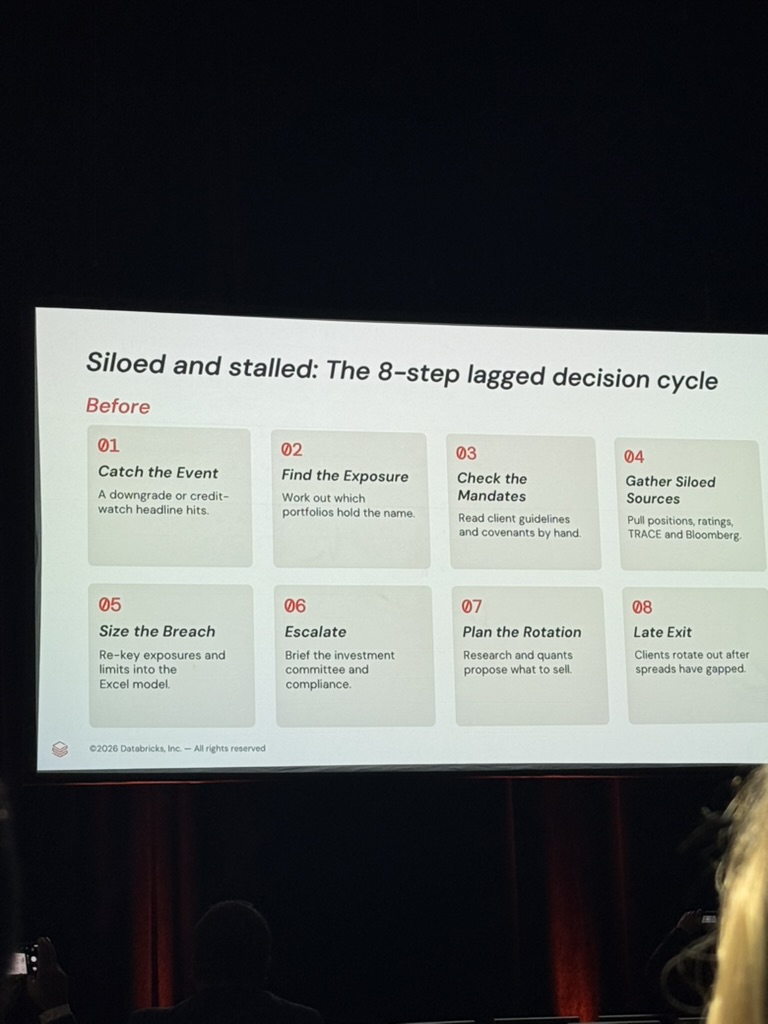 Siloed and stalled: The 8-step lagged decision cycle
Before
01
Catch the Event
A downgrade or credit-
watch headline hits.
02
Find the Exposure
Work out which
portfolios hold the name.
03
Check the
Mandates
Read client guidelines
and covenants by hand.
04
Gather Siloed
Sources
Pull positions, ratings,
TRACE and Bloomberg.
05
Size the Breach
Re-key exposures and
limits into the
Excel model.
06
Escalate
Brief the investment
committee and
compliance.
07
Plan the Rotation
Research and quants
propose what to sell.
08
Late Exit
Clients rotate out after
spreads have gapped.
©2026 Databricks, Inc. — All rights reserved